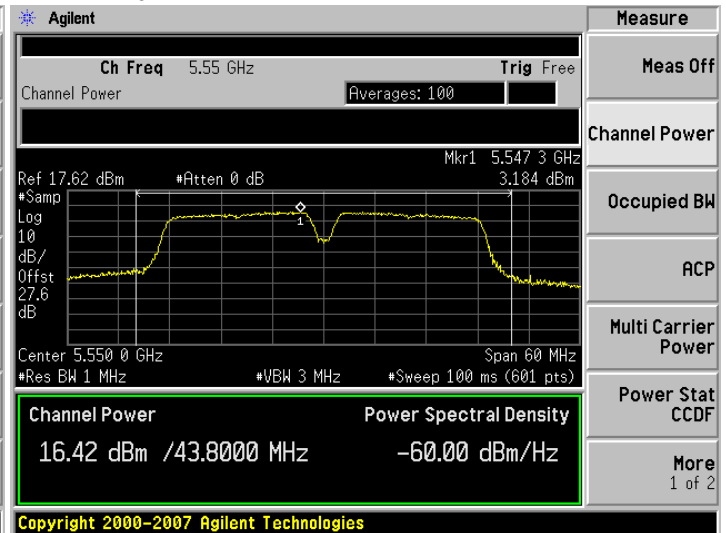 Agilent
Measure
Ch Freq 5.55 GHz Trig Free
Channel Power Averages: 100
Mkr1 5.547 3 GHz
Ref 17.62 dBm #Atten 0 dB 3.184 dBm
#Samp
Log
10
dB/
Offst
27.6
dB
1
Center 5.550 0 GHz Span 60 MHz
#Res BW 1 MHz #VBW 3 MHz #Sweep 100 ms (601 pts)
Channel Power Power Spectral Density
16.42 dBm /43.8000 MHz -60.00 dBm/Hz
Meas Off
Channel Power
Occupied BW
ACP
Multi Carrier
Power
Power Stat
CCDF
More
1 of 2
Copyright 2000-2007 Agilent Technologies